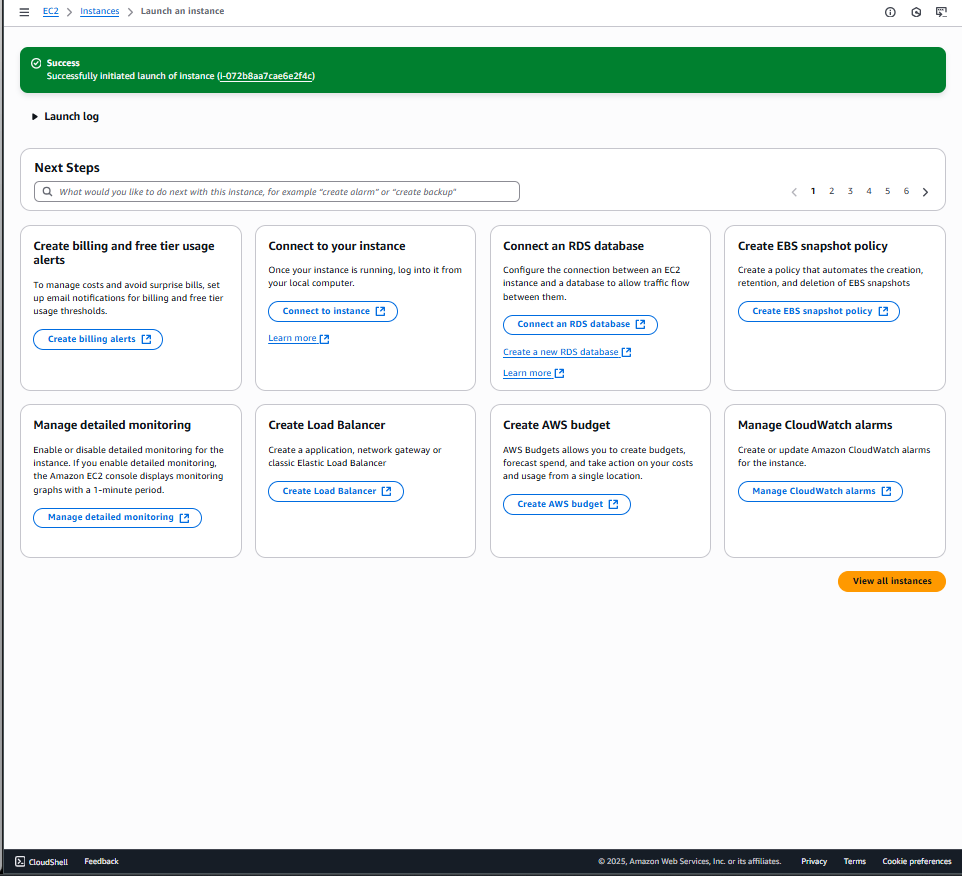 EC2 Instances Launch an instance
Success
Successfully initiated launch of instance (i-072b8aa7cae6e2f4c)
Launch log
Next Steps
What would you like to do next with this instance, for example "create alarm" or "create backup"
1 2 3 4 5 6
Create billing and free tier usage
alerts
To manage costs and avoid surprise bills, set
up email notifications for billing and free tier
usage thresholds.
Create billing alerts
Connect to your instance
Once your instance is running, log into it from
your local computer.
Connect to instance
Learn more
Connect an RDS database
Configure the connection between an EC2
instance and a database to allow traffic flow
between them.
Connect an RDS database
Create a new RDS database
Learn more
Create EBS snapshot policy
Create a policy that automates the creation,
retention, and deletion of EBS snapshots
Create EBS snapshot policy
Manage detailed monitoring
Enable or disable detailed monitoring for the
instance. If you enable detailed monitoring,
the Amazon EC2 console displays monitoring
graphs with a 1-minute period.
Manage detailed monitoring
Create Load Balancer
Create a application, network gateway or
classic Elastic Load Balancer
Create Load Balancer
Create AWS budget
AWS Budgets allows you to create budgets,
forecast spend, and take action on your costs
and usage from a single location.
Create AWS budget
Manage CloudWatch alarms
Create or update Amazon CloudWatch alarms
for the instance.
Manage CloudWatch alarms
View all instances
CloudShell Feedback © 2025, Amazon Web Services, Inc. or its affiliates. Privacy Terms Cookie preferences